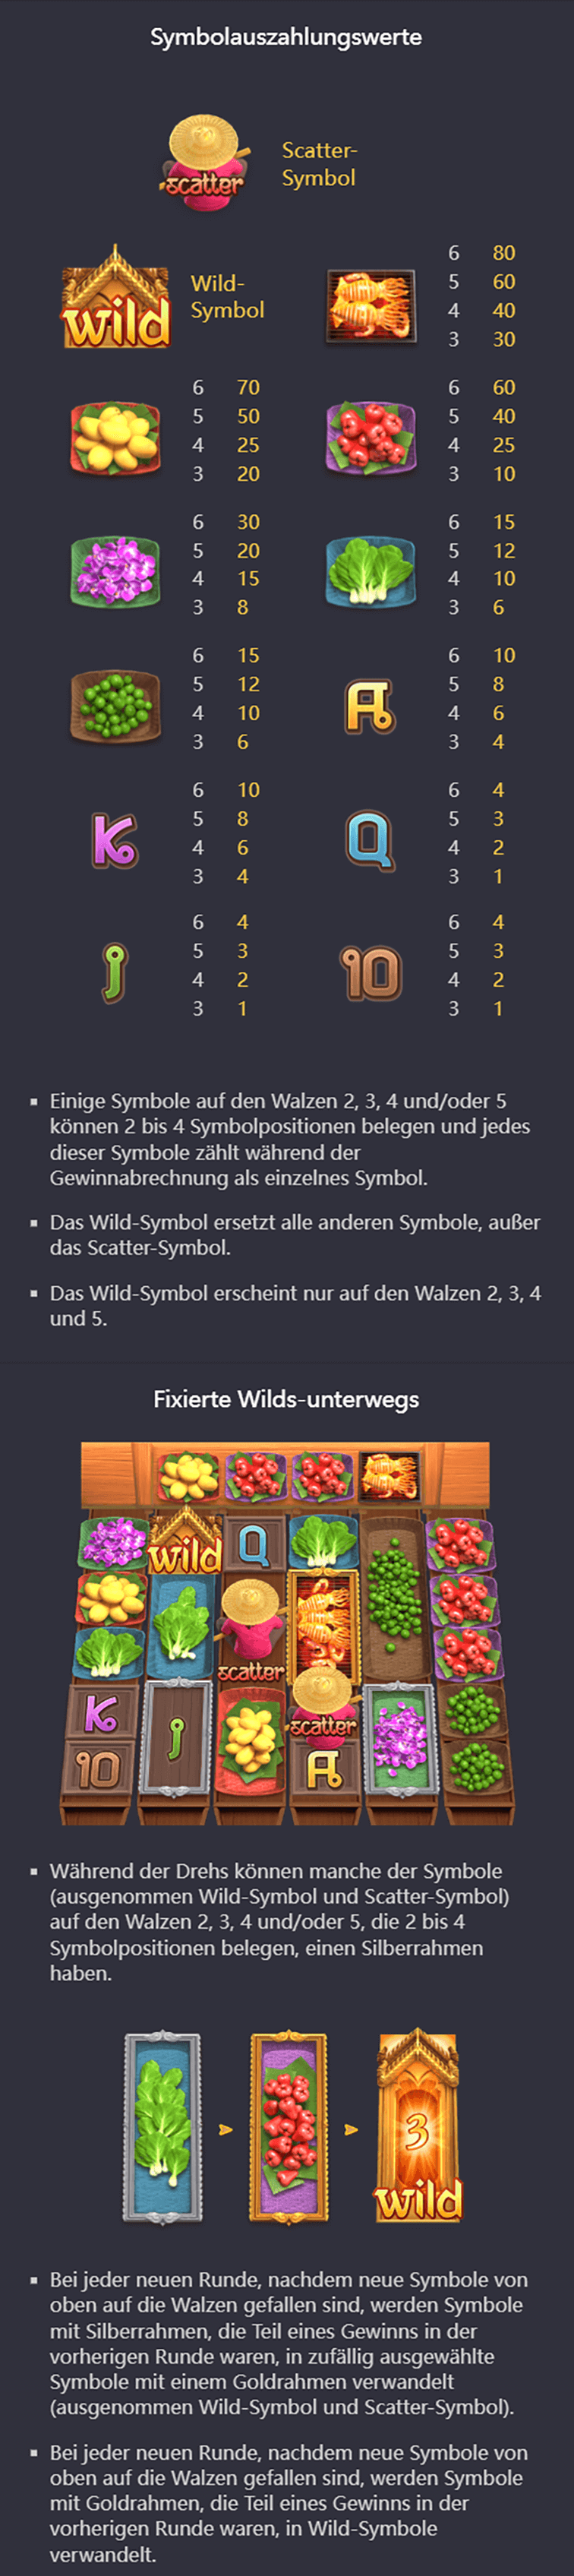 Symbolauszahlungswerte
scatter
Scatter-
Symbol
wild
Wild-
Symbol
6 80
5 60
4 40
3 30
6 70
5 50
4 25
3 20
6 60
5 40
4 25
3 10
6 30
5 20
4 15
3 8
6 15
5 12
4 10
3 6
6 15
5 12
4 10
3 6
A
6 10
5 8
4 6
3 4
K
6 10
5 8
4 6
3 4
Q
6 4
5 3
4 2
3 1
J
6 4
5 3
4 2
3 1
10
6 4
5 3
4 2
3 1
▪ Einige Symbole auf den Walzen 2, 3, 4 und/oder 5
können 2 bis 4 Symbolpositionen belegen und jedes
dieser Symbole zählt während der
Gewinnabrechnung als einzelnes Symbol.
▪ Das Wild-Symbol ersetzt alle anderen Symbole, außer
das Scatter-Symbol.
▪ Das Wild-Symbol erscheint nur auf den Walzen 2, 3, 4
und 5.
Fixierte Wilds-unterwegs
wild
Q
scatter
scatter
K
J
10
A
▪ Während der Drehs können manche der Symbole
(ausgenommen Wild-Symbol und Scatter-Symbol)
auf den Walzen 2, 3, 4 und/oder 5, die 2 bis 4
Symbolpositionen belegen, einen Silberrahmen
haben.
3
wild
▪ Bei jeder neuen Runde, nachdem neue Symbole von
oben auf die Walzen gefallen sind, werden Symbole
mit Silberrahmen, die Teil eines Gewinns in der
vorherigen Runde waren, in zufällig ausgewählte
Symbole mit einem Goldrahmen verwandelt
(ausgenommen Wild-Symbol und Scatter-Symbol).
▪ Bei jeder neuen Runde, nachdem neue Symbole von
oben auf die Walzen gefallen sind, werden Symbole
mit Goldrahmen, die Teil eines Gewinns in der
vorherigen Runde waren, in Wild-Symbole
verwandelt.